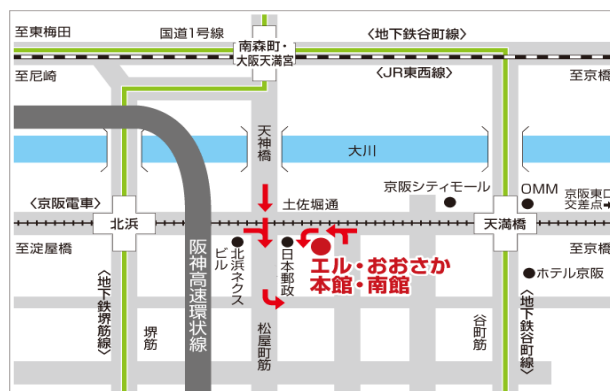 至東梅田
国道1号線
南森町・
大阪天満宮
〈地下鉄谷町線〉
至尼崎
〈JR東西線〉
至京橋
天神橋
大川
京阪シティモール
OMM
京阪東口
交差点
〈京阪電車〉
北浜
土佐堀通
天満橋
至淀屋橋
阪神高速環状線
北浜ネクス
ビル
日本郵政
エル・おおさか
本館・南館
至京橋
ホテル京阪
〈地下鉄堺筋線〉
堺筋
松屋町筋
谷町筋
〈地下鉄谷町線〉